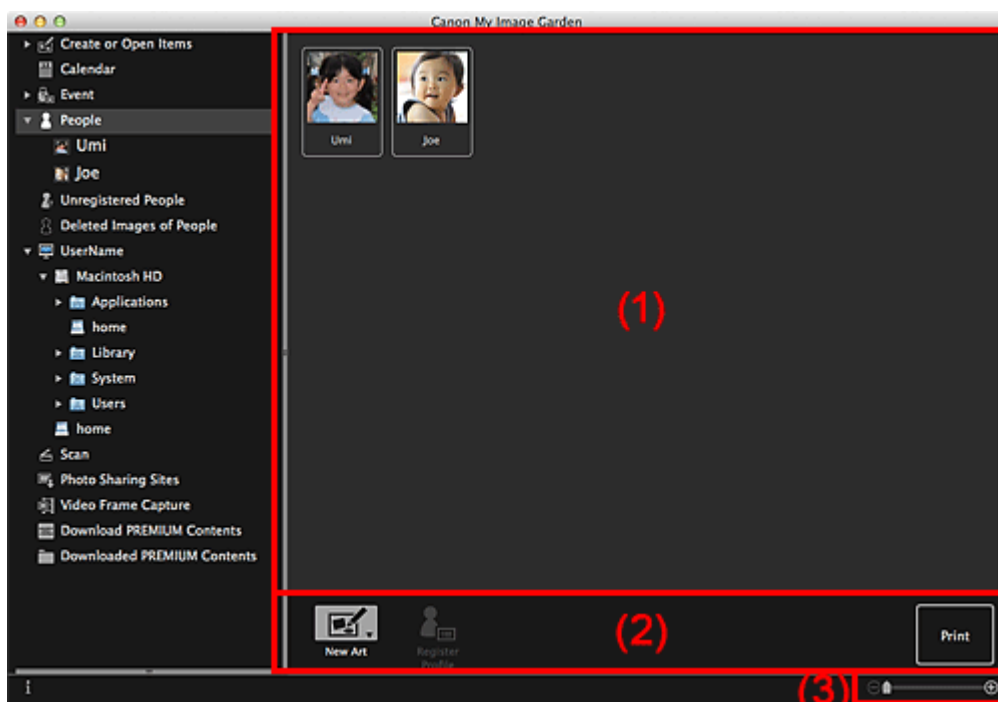 Canon My Image Garden
Create or Open Items
Calendar
Event
People
Umi
Joe
Unregistered People
Deleted Images of People
UserName
Macintosh HD
Applications
home
Library
System
Users
home
Scan
Photo Sharing Sites
Video Frame Capture
Download PREMIUM Contents
Downloaded PREMIUM Contents
Umi
Joe
(1)
New Art
Register
Profile
(2)
Print
(3)